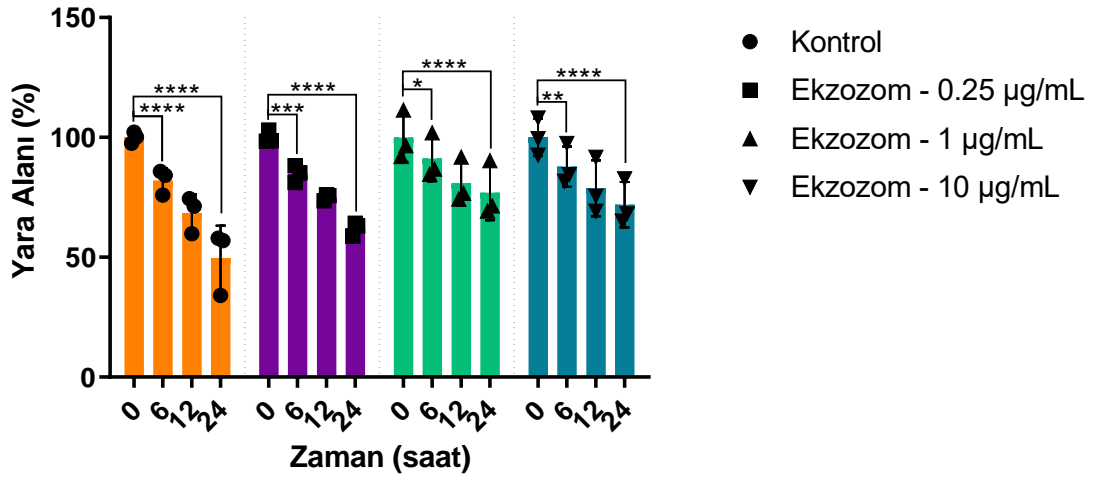 150
100
50
0
Yara Alanı (%)
**** **** **** ****
**** *** * **
0 6 12 24 0 6 12 24 0 6 12 24 0 6 12 24
Zaman (saat)
Kontrol
Ekzozom - 0.25 µg/mL
Ekzozom - 1 µg/mL
Ekzozom - 10 µg/mL